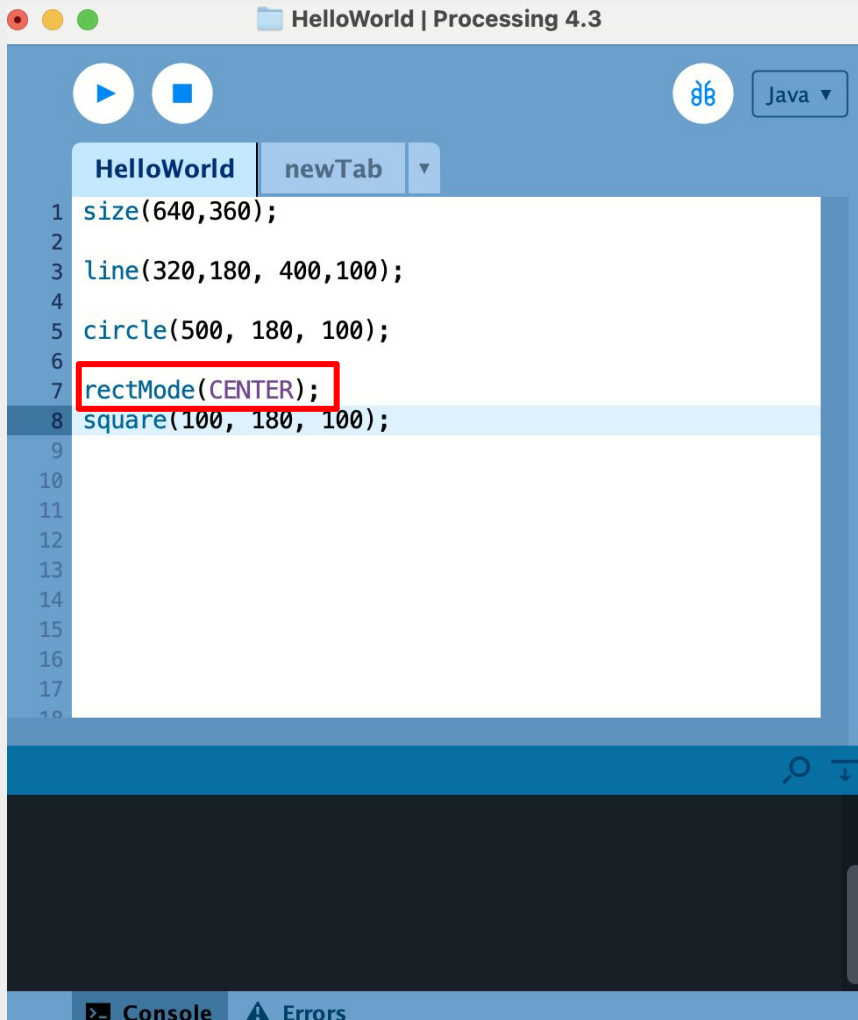 HelloWorld | Processing 4.3
Java ▼
HelloWorld newTab ▼
1 size(640,360);
2
3 line(320,180, 400,100);
4
5 circle(500, 180, 100);
6
7 rectMode(CENTER);
8 square(100, 180, 100);
9
10
11
12
13
14
15
16
17
18
Console Errors